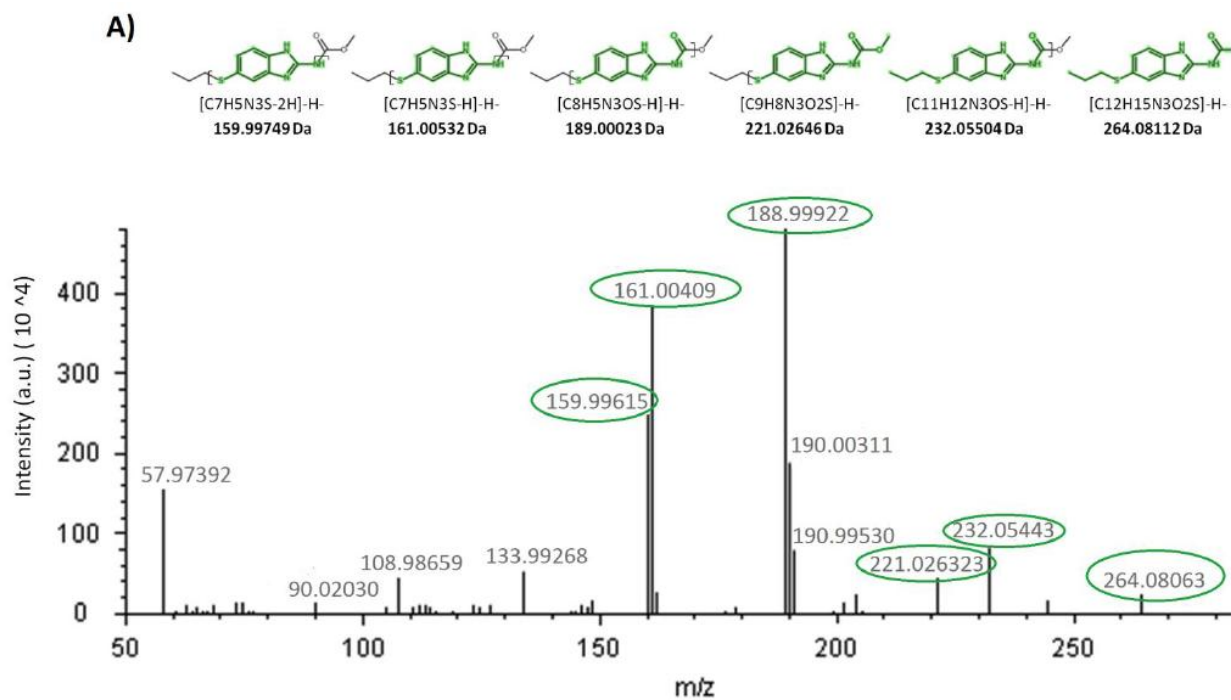 A)
[C7H5N3S-2H]-H- [C7H5N3S-H]-H- [C8H5N3OS-H]-H- [C9H8N3O2S]-H- [C11H12N3OS-H]-H- [C12H15N3O2S]-H-
159.99749 Da 161.00532 Da 189.00023 Da 221.02646 Da 232.05504 Da 264.08112 Da
Intensity (a.u.) ( 10 ^4)
400
300
200
100
0
188.99922
161.00409
159.99615
190.00311
57.97392
232.05443
190.99530
133.99268
108.98659
221.026323
264.08063
90.02030
50 100 150 200 250
m/z